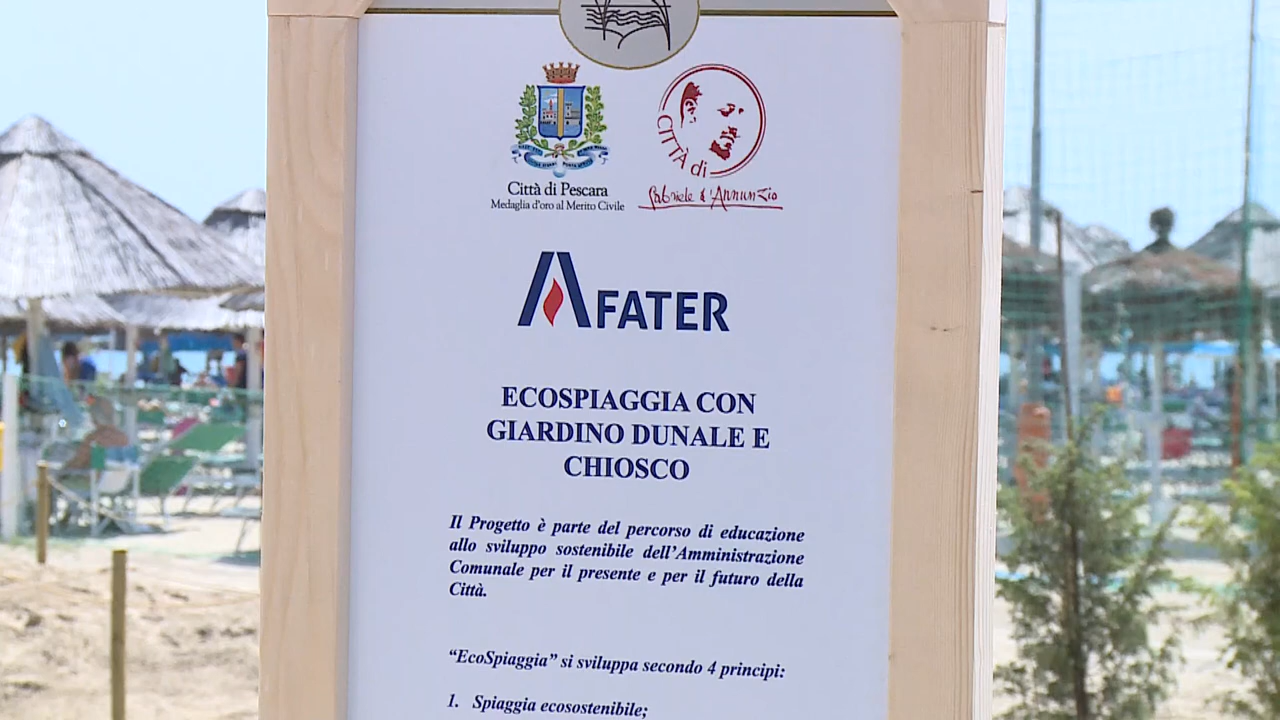 Città di Pescara
Medaglia d'oro al Merito Civile
CITTÀ di
Gabriele d'Annunzio
FATER
ECOSPIAGGIA CON
GIARDINO DUNALE E
CHIOSCO
Il Progetto è parte del percorso di educazione
allo sviluppo sostenibile dell'Amministrazione
Comunale per il presente e per il futuro della
Città.
“EcoSpiaggia” si sviluppa secondo 4 principi:
1. Spiaggia ecosostenibile;